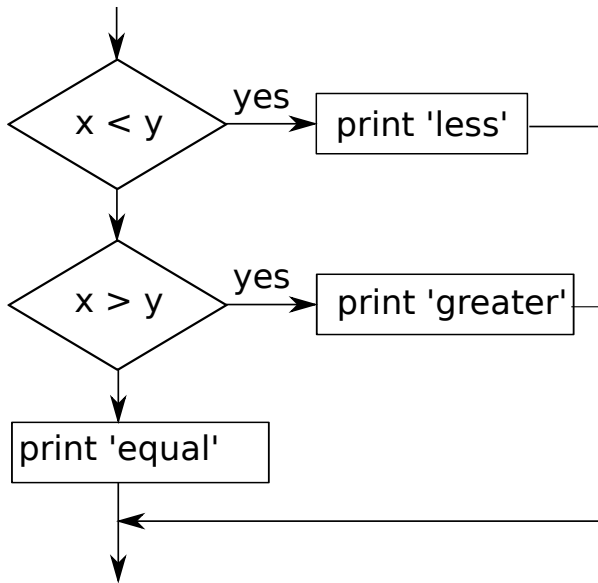 x < y
yes
print 'less'
x > y
yes
print 'greater'
print 'equal'